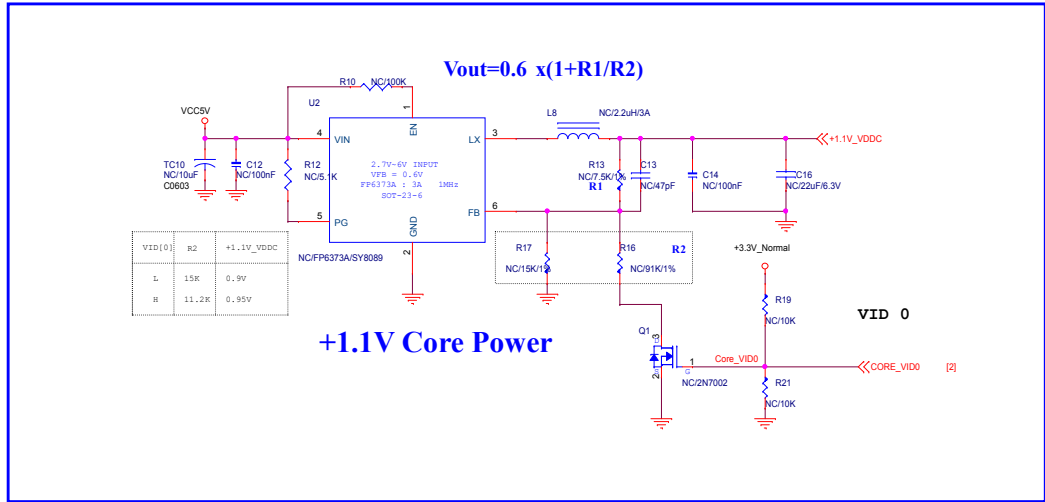 Vout=0.6 x(1+R1/R2)
R10 NC/100K
U2
VCC5V
1
EN
L8 NC/2.2uH/3A
4 VIN
LX 3
+1.1V_VDDC
TC10
NC/10uF
C0603
C12
NC/100nF
R12
NC/5.1K
2.7V~6V INPUT
VFB = 0.6V
FP6373A : 3A 1MHz
SOT-23-6
R13
NC/7.5K/1%
R1
C13
NC/47pF
C14
NC/100nF
C16
NC/22uF/6.3V
5 PG
FB 6
GND
2
NC/FP6373A/SY8089
R17
NC/15K/1%
R16
NC/91K/1%
R2
+3.3V_Normal
VID[0] R2 +1.1V_VDDC
L 15K 0.9V
H 11.2K 0.95V
R19
NC/10K
VID 0
+1.1V Core Power
Q1
3
D
G
1
S
2
NC/2N7002
Core_VID0
CORE_VID0 [2]
R21
NC/10K